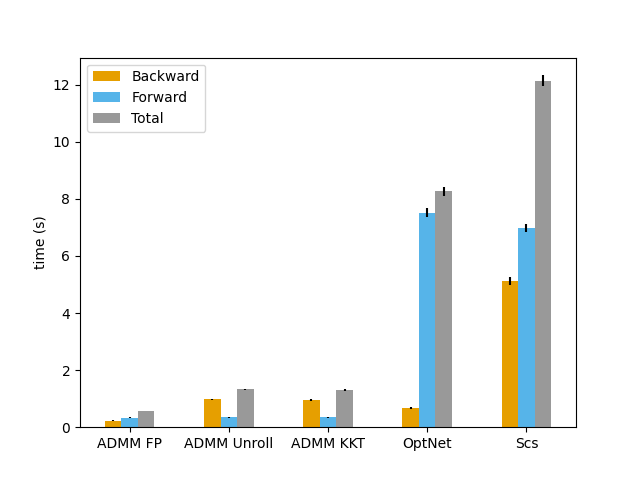 Backward
Forward
Total
12
10
8
6
4
2
0
time (s)
ADMM FP
ADMM Unroll
ADMM KKT
OptNet
Scs